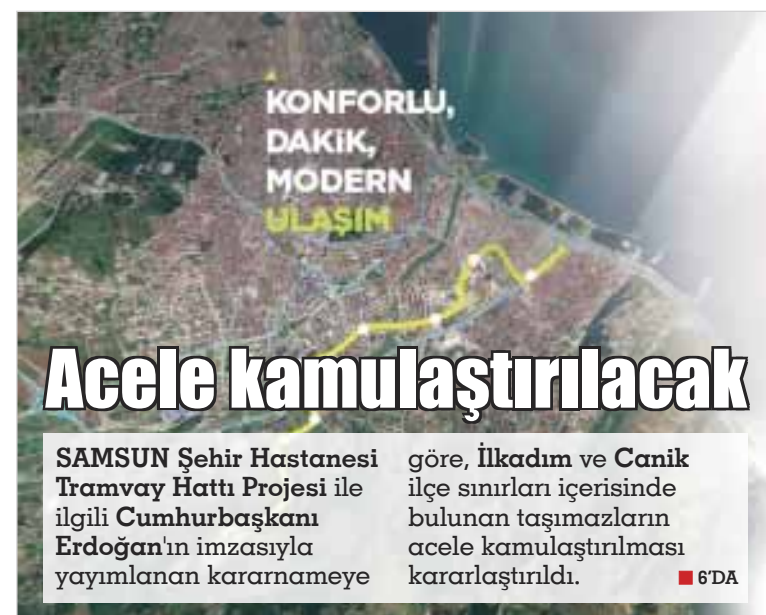 KONFORLU,
DAKİK,
MODERN
ULAŞIM
Acele kamulaştırılacak
SAMSUN Şehir Hastanesi
Tramvay Hattı Projesi ile
ilgili Cumhurbaşkanı
Erdoğan'ın imzasıyla
yayımlanan kararnameye
göre, İlkadım ve Canik
ilçe sınırları içerisinde
bulunan taşımazların
acele kamulaştırılması
kararlaştırıldı.
6'DA